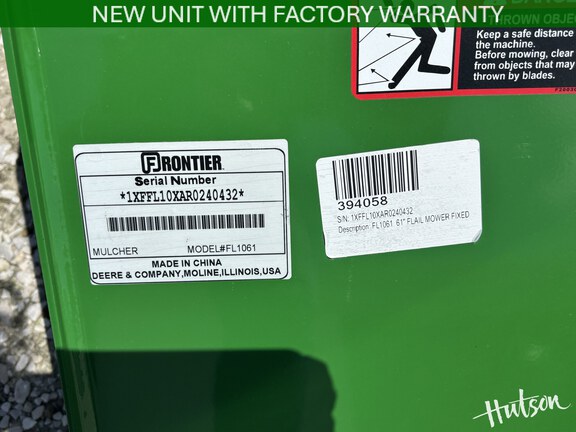 NEW UNIT WITH FACTORY WARRANTY
THROWN OBJE
Keep a safe distance
the machine.
Before mowing, clear
from objects that may
thrown by blades.
FRONTIER
Serial Number
*1XFFL10XAR0240432*
MULCHER MODEL#FL1061
MADE IN CHINA
DEERE & COMPANY,MOLINE,ILLINOIS,USA
394058
S/N: 1XFFL10XAR0240432
Description: FL1061 61" FLAIL MOWER FIXED
Hutson